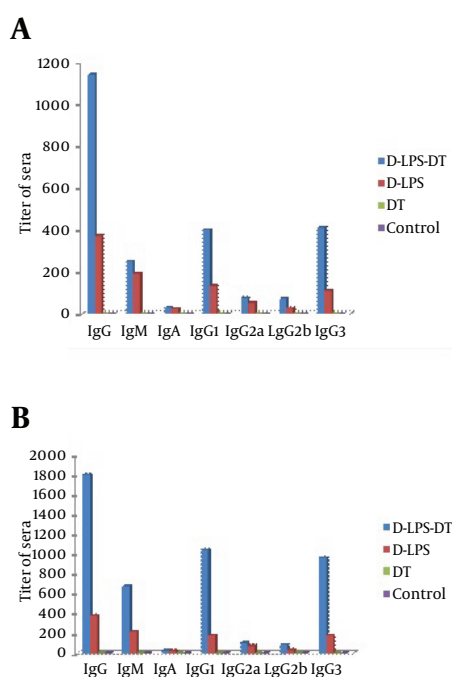 A
1200
1000
800
600
400
200
0
Titer of sera
IgG IgM IgA IgG1 IgG2a LgG2b IgG3
D-LPS-DT
D-LPS
DT
Control
B
2000
1800
1600
1400
1200
1000
800
600
400
200
0
Titer of sera
IgG IgM IgA IgG1 IgG2a LgG2b IgG3
D-LPS-DT
D-LPS
DT
Control